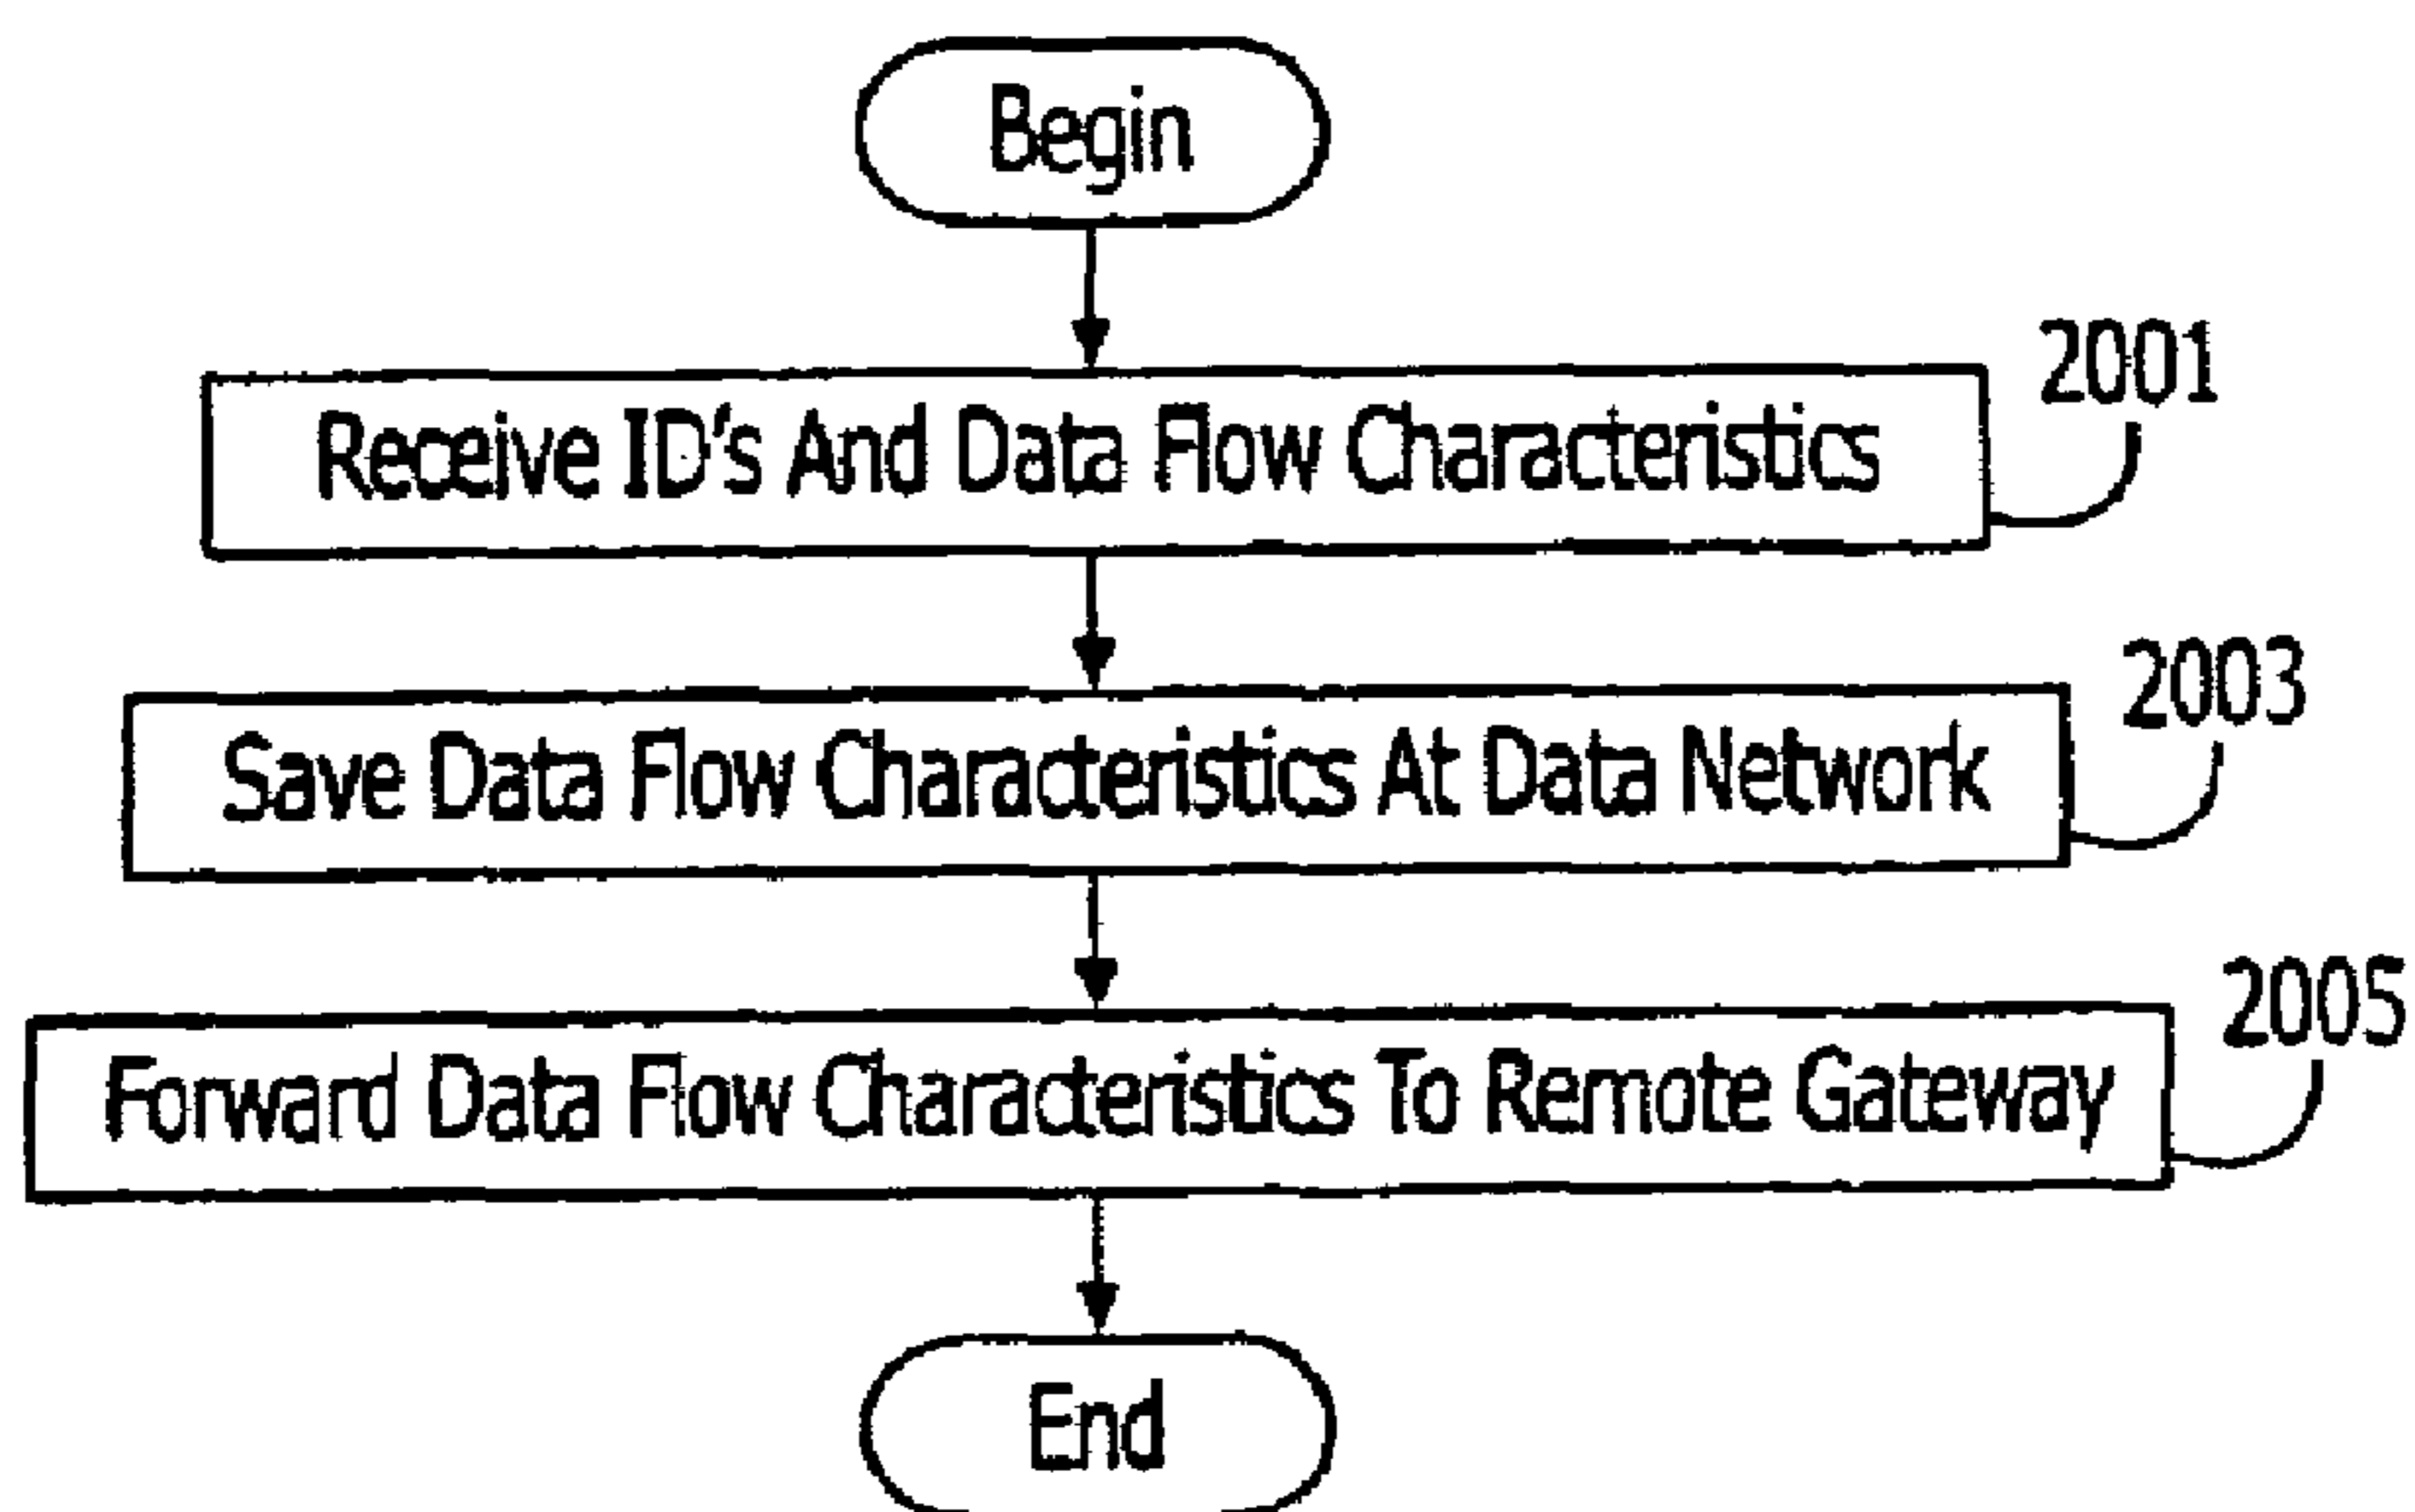 Begin
2001
Receive ID's And Data Flow Characteristics
2003
Save Data Flow Characteristics At Data Network
2005
Forward Data Flow Characteristics To Remote Gateway
End